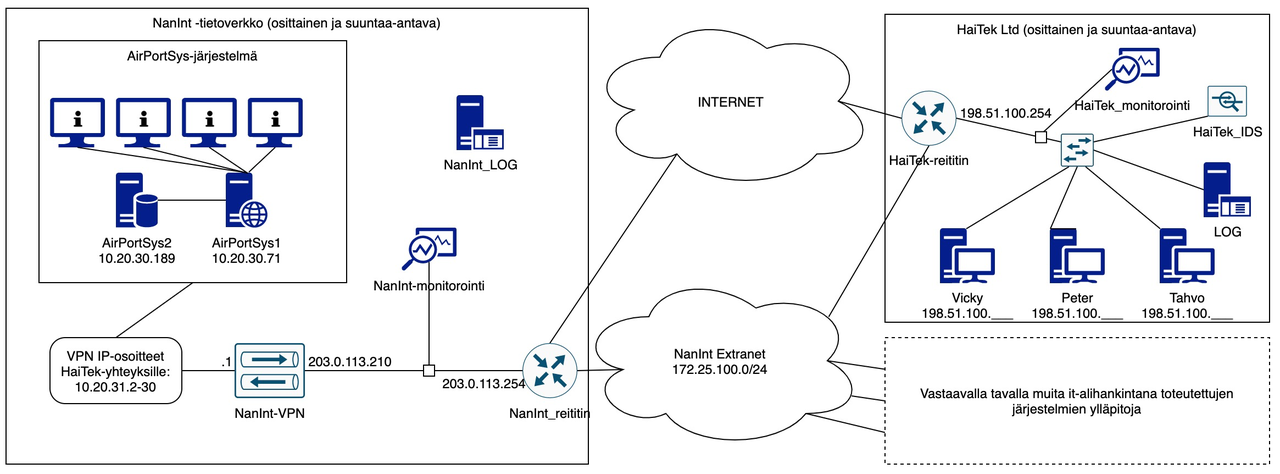 NanInt -tietoverkko (osittainen ja suuntaa-antava)
AirPortSys-järjestelmä
i
i
i
i
AirPortSys2
10.20.30.189
AirPortSys1
10.20.30.71
NanInt_LOG
NanInt-monitorointi
VPN IP-osoitteet
HaiTek-yhteyksille:
10.20.31.2-30
.1
NanInt-VPN
203.0.113.210
203.0.113.254
NanInt_reititin
INTERNET
NanInt Extranet
172.25.100.0/24
HaiTek Ltd (osittainen ja suuntaa-antava)
HaiTek_monitorointi
198.51.100.254
HaiTek-reititin
HaiTek_IDS
LOG
Vicky
198.51.100.___
Peter
198.51.100.___
Tahvo
198.51.100.___
Vastaavalla tavalla muita it-alihankintana toteutettujen
järjestelmien ylläpitoja